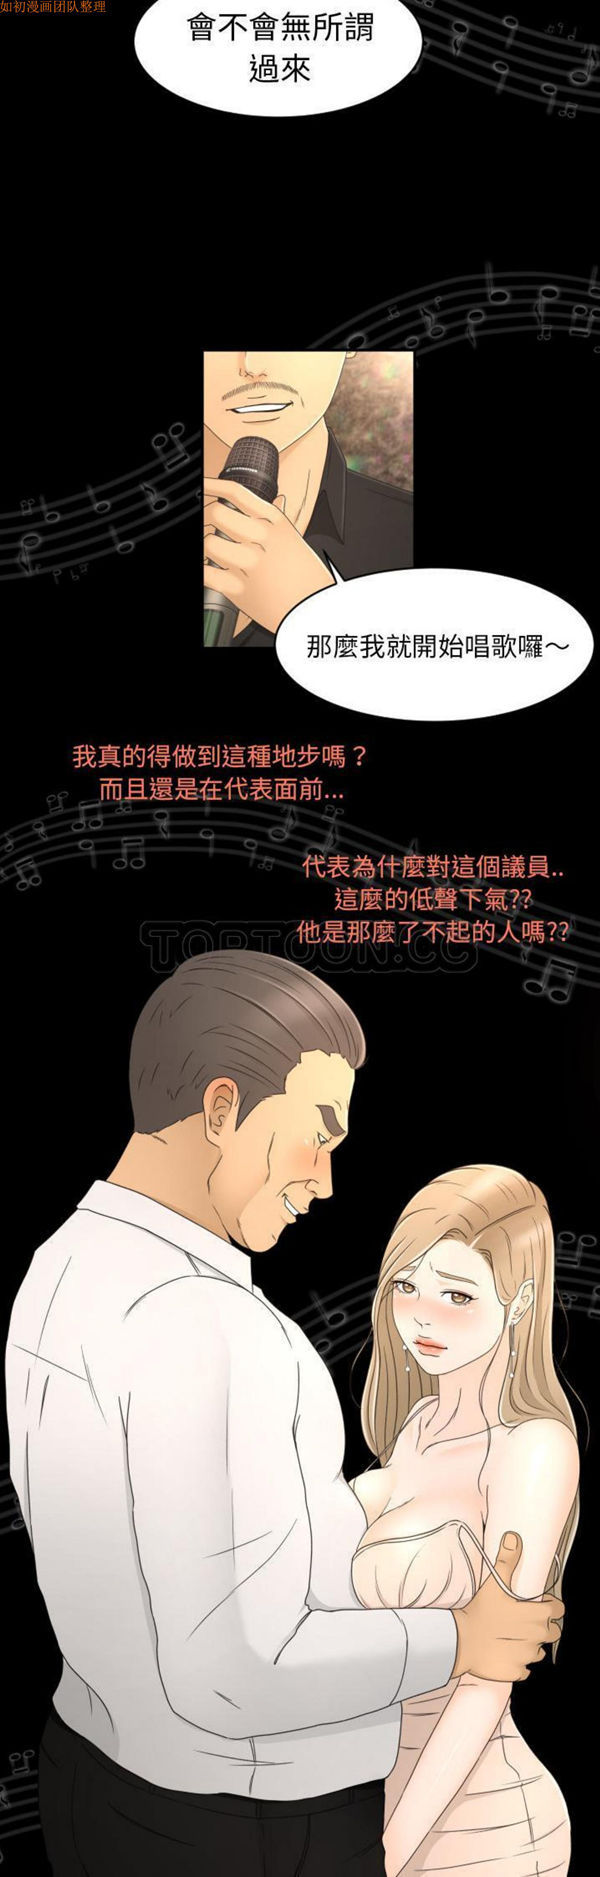 如初漫画团队整理
會不會無所謂
過來
那麼我就開始唱歌囉～
我真的得做到這種地步嗎？
而且還是在代表面前...
代表為什麼對這個議員..
這麼的低聲下氣??
他是那麼了不起的人嗎??
TOPTOON.CC